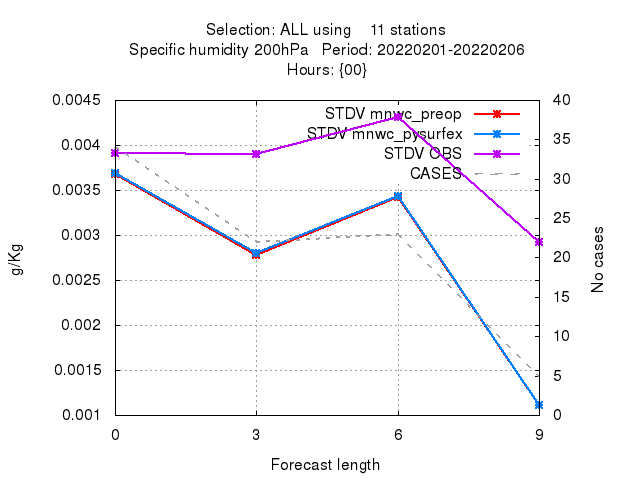 Selection: ALL using    11 stations
Specific humidity 200hPa   Period: 20220201-20220206
Hours: {00}
STDV mnwc_preop
STDV mnwc_pysurfex
STDV OBS
CASES
0.0045
0.004
0.0035
0.003
0.0025
0.002
0.0015
0.001
g/Kg
40
35
30
25
20
15
10
5
0
No cases
0 3 6 9
Forecast length